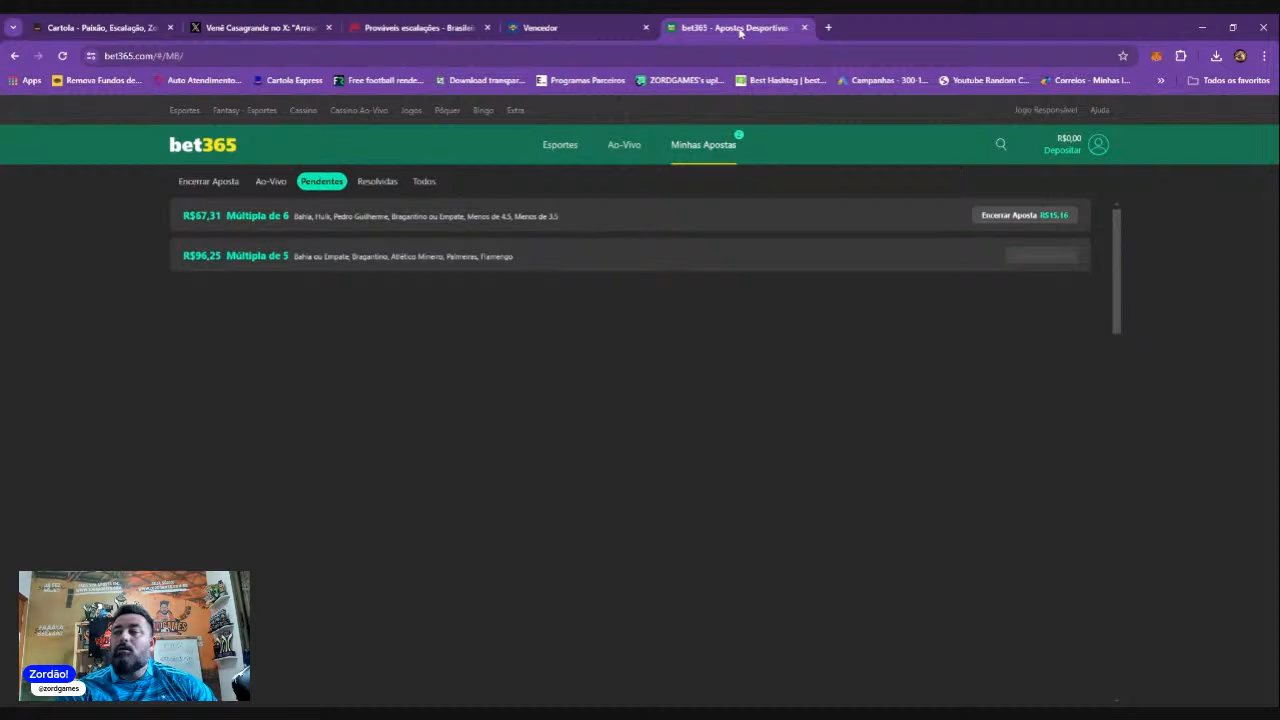 Cartola - Paixão, Escalação, Zo
Venê Casagrande no X: "Arras
Prováveis escalações - Brasilei
Vencedor
bet365 - Apostas Desportivas
bet365.com/#/MB/
Apps
Remova Fundos de...
Auto Atendimento...
Cartola Express
Free football rende...
Download transpar...
Programas Parceiros
ZORDGAMES's upl...
Best Hashtag | best...
Campanhas - 300-1...
Youtube Random C...
Correios - Minhas I...
Todos os favoritos
Esportes
Fantasy - Esportes
Cassino
Cassino Ao-Vivo
Jogos
Pôquer
Bingo
Extra
Jogo Responsável
Ajuda
bet365
Esportes
Ao-Vivo
Minhas Apostas
2
R$0,00
Depositar
Encerrar Aposta
Ao-Vivo
Pendentes
Resolvidas
Todos
R$67,31 Múltipla de 6 Bahia, Hulk, Pedro Guilherme, Bragantino ou Empate, Menos de 4.5, Menos de 3.5
Encerrar Aposta R$15,16
R$96,25 Múltipla de 5 Bahia ou Empate, Bragantino, Atlético Mineiro, Palmeiras, Flamengo
Zordão!
@zordgames